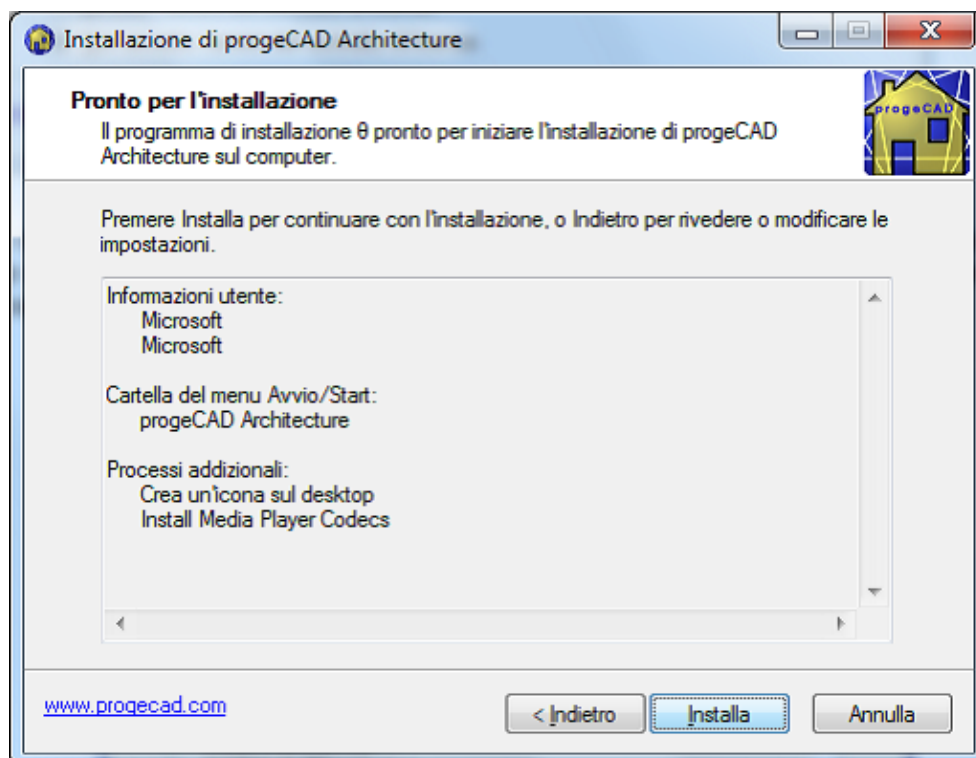 Installazione di progeCAD Architecture
Pronto per l'installazione
progeCAD
Il programma di installazione θ pronto per iniziare l'installazione di progeCAD
Architecture sul computer.
Premere Installa per continuare con l'installazione, o Indietro per rivedere o modificare le
impostazioni.
Informazioni utente:
Microsoft
Microsoft
Cartella del menu Avvio/Start:
progeCAD Architecture
Processi addizionali:
Crea un'icona sul desktop
Install Media Player Codecs
www.progecad.com
< Indietro
Installa
Annulla